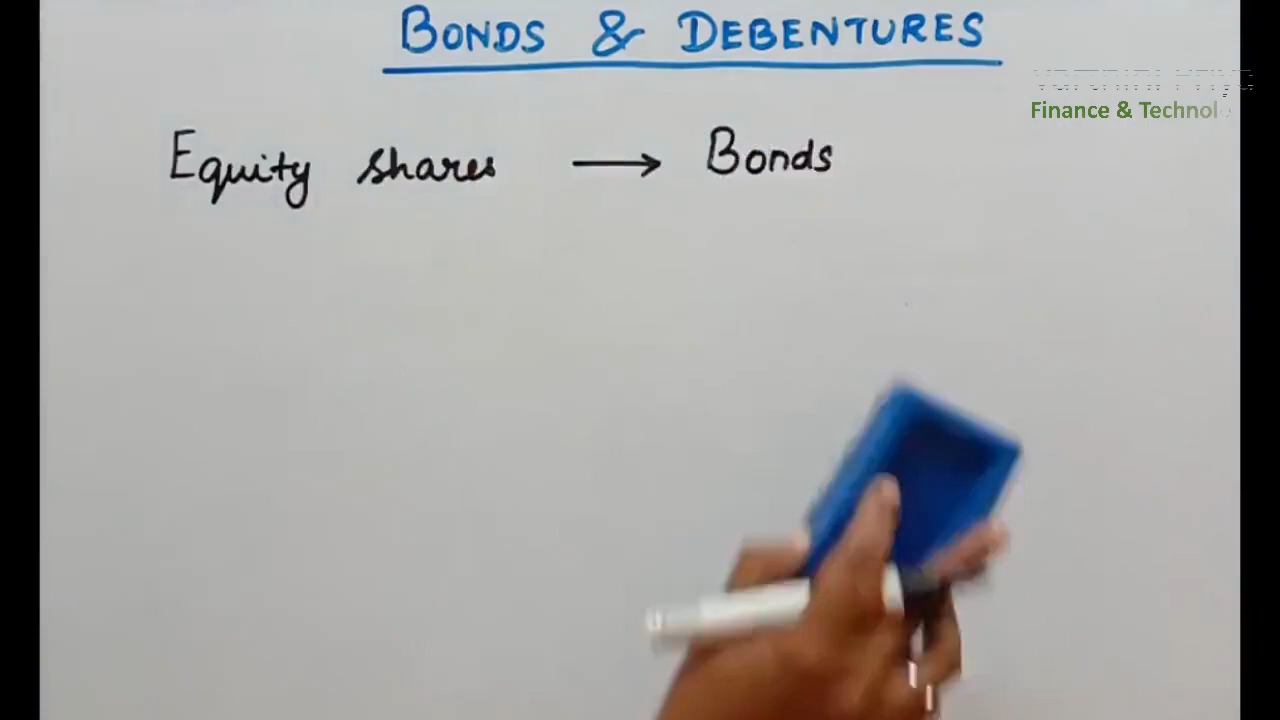 BONDS & DEBENTURES
Finance & Technol
Equity shares → Bonds